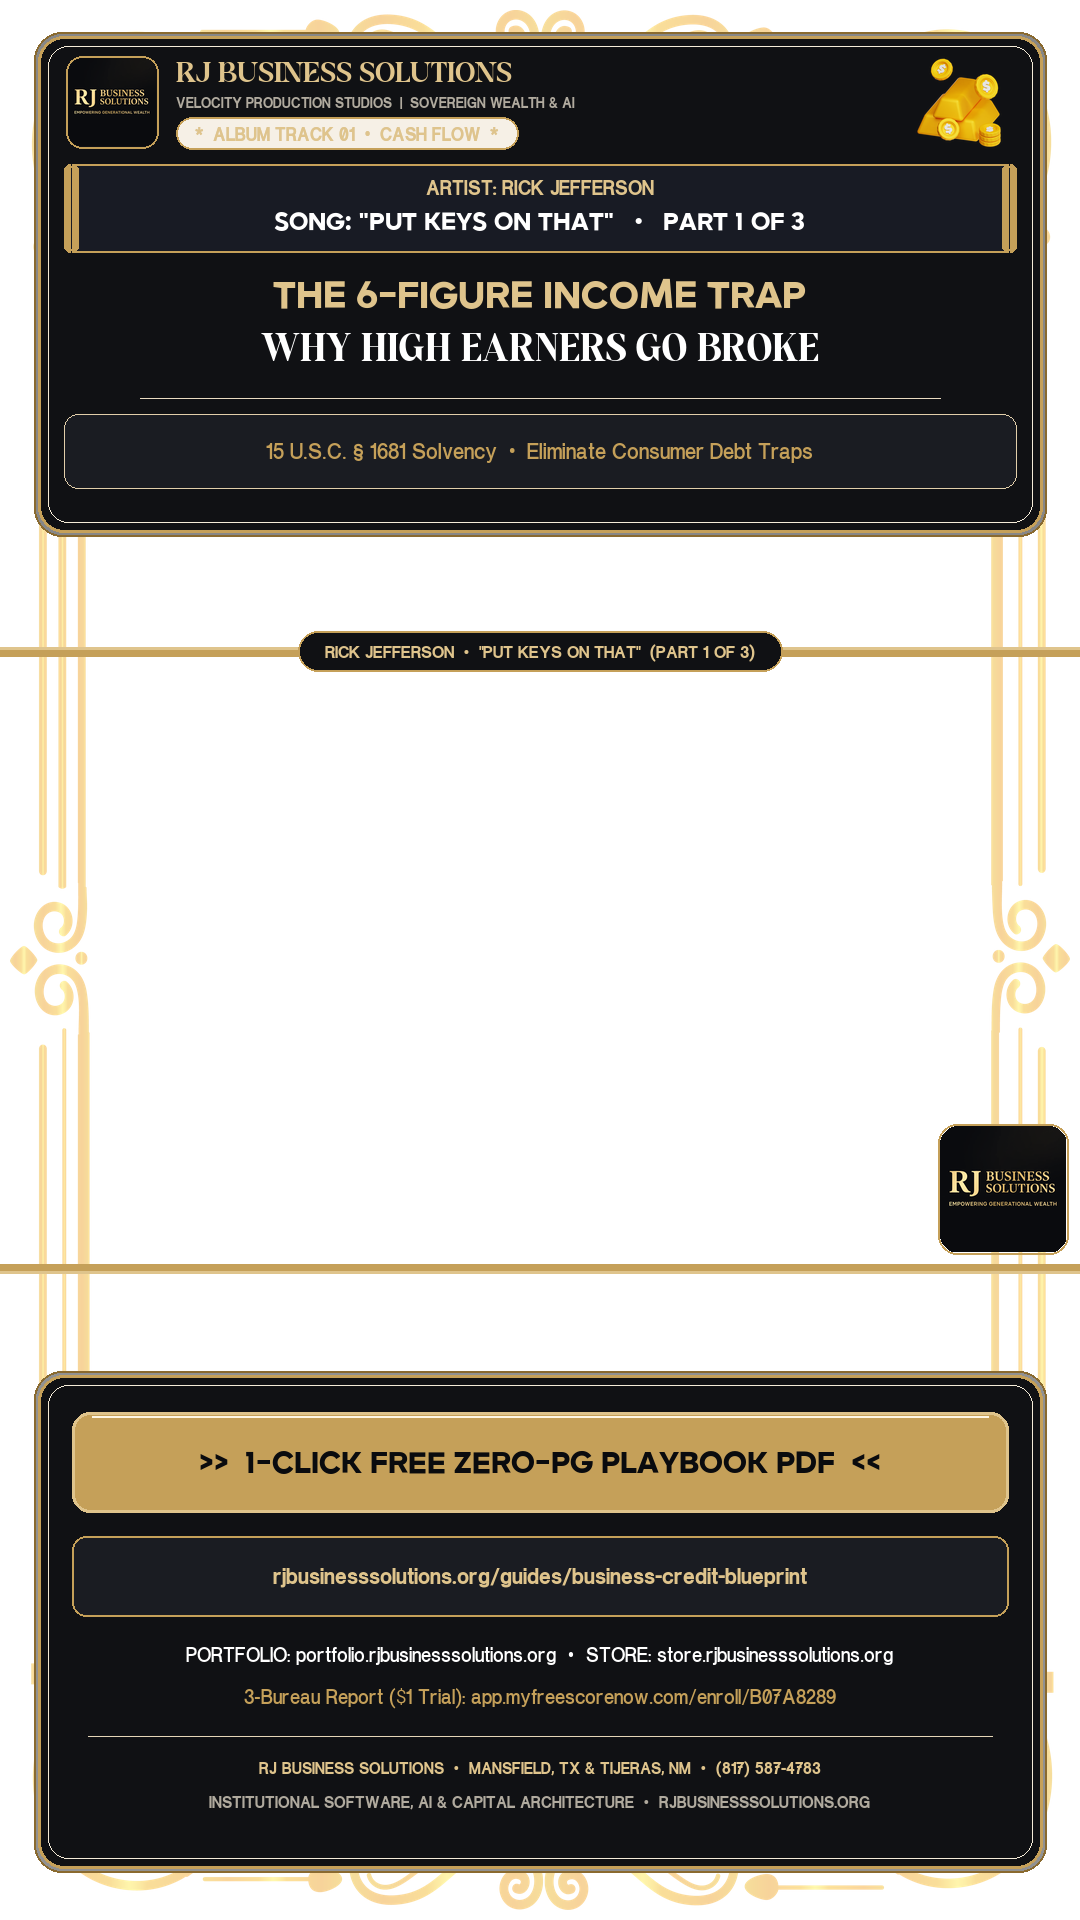 RJ BUSINESS SOLUTIONS
EMPOWERING GENERATIONAL WEALTH
RJ BUSINESS SOLUTIONS
VELOCITY PRODUCTION STUDIOS | SOVEREIGN WEALTH & AI
* ALBUM TRACK 01 • CASH FLOW *
ARTIST: RICK JEFFERSON
SONG: "PUT KEYS ON THAT" • PART 1 OF 3
THE 6-FIGURE INCOME TRAP
WHY HIGH EARNERS GO BROKE
15 U.S.C. § 1681 Solvency • Eliminate Consumer Debt Traps
RICK JEFFERSON • "PUT KEYS ON THAT" (PART 1 OF 3)
RJ BUSINESS SOLUTIONS
EMPOWERING GENERATIONAL WEALTH
>> 1-CLICK FREE ZERO-PG PLAYBOOK PDF <<
rjbusinesssolutions.org/guides/business-credit-blueprint
PORTFOLIO: portfolio.rjbusinesssolutions.org • STORE: store.rjbusinesssolutions.org
3-Bureau Report ($1 Trial): app.myfreescorenow.com/enroll/B07A8289
RJ BUSINESS SOLUTIONS • MANSFIELD, TX & TIJERAS, NM • (817) 587-4783
INSTITUTIONAL SOFTWARE, AI & CAPITAL ARCHITECTURE • RJBUSINESSSOLUTIONS.ORG